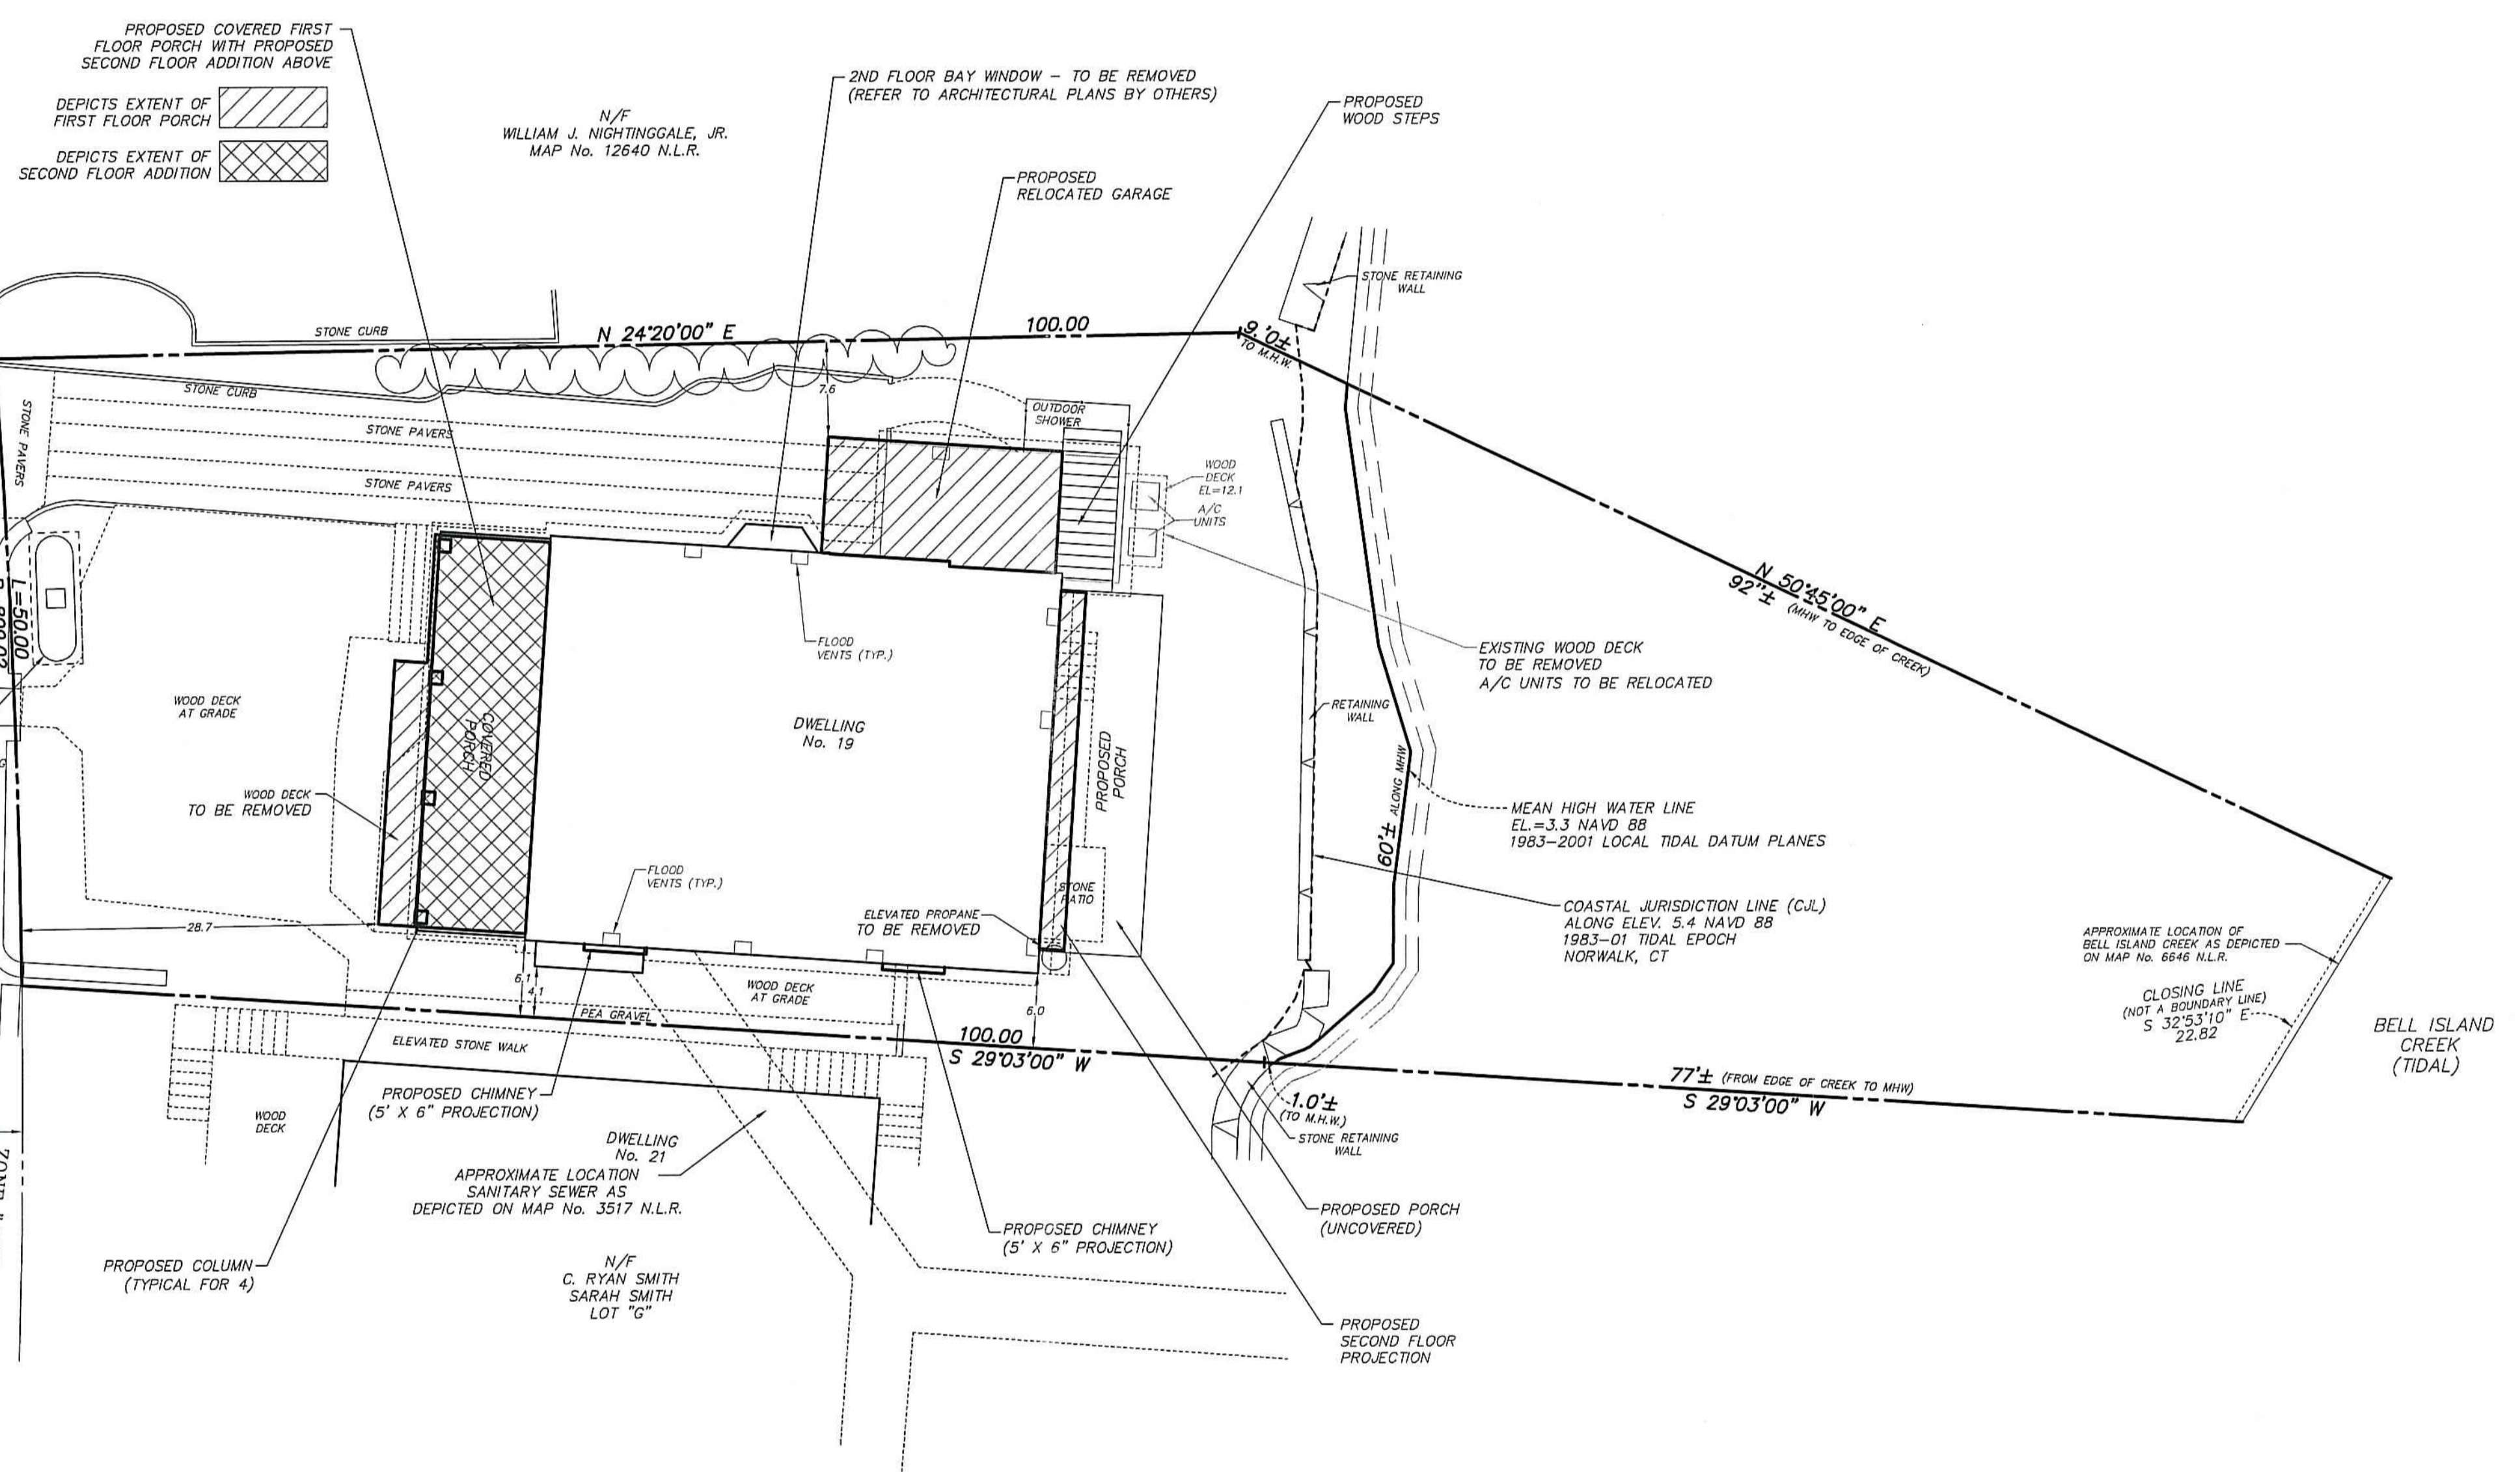 PROPOSED COVERED FIRST
FLOOR PORCH WITH PROPOSED
SECOND FLOOR ADDITION ABOVE
DEPICTS EXTENT OF
FIRST FLOOR PORCH
DEPICTS EXTENT OF
SECOND FLOOR ADDITION
N/F
WILLIAM J. NIGHTINGGALE, JR.
MAP No. 12640 N.L.R.
2ND FLOOR BAY WINDOW – TO BE REMOVED
(REFER TO ARCHITECTURAL PLANS BY OTHERS)
PROPOSED
WOOD STEPS
PROPOSED
RELOCATED GARAGE
STONE RETAINING
WALL
STONE CURB
N 24°20'00" E
100.00
9.'0±
TO M.H.W.
STONE CURB
7.6
OUTDOOR
SHOWER
STONE PAVERS
STONE PAVERS
STONE PAVERS
WOOD
DECK
EL=12.1
A/C
UNITS
L=50.00
N 50°45'00" E
92"± (MHW TO EDGE OF CREEK)
FLOOD
VENTS (TYP.)
EXISTING WOOD DECK
TO BE REMOVED
A/C UNITS TO BE RELOCATED
WOOD DECK
AT GRADE
COVERED
PORCH
DWELLING
No. 19
RETAINING
WALL
PROPOSED
PORCH
WOOD DECK
TO BE REMOVED
60'± ALONG MHW
MEAN HIGH WATER LINE
EL.=3.3 NAVD 88
1983–2001 LOCAL TIDAL DATUM PLANES
FLOOD
VENTS (TYP.)
STONE
PATIO
ELEVATED PROPANE
TO BE REMOVED
28.7
COASTAL JURISDICTION LINE (CJL)
ALONG ELEV. 5.4 NAVD 88
1983–01 TIDAL EPOCH
NORWALK, CT
APPROXIMATE LOCATION OF
BELL ISLAND CREEK AS DEPICTED
ON MAP No. 6646 N.L.R.
CLOSING LINE
(NOT A BOUNDARY LINE)
S 32°53'10" E
22.82
BELL ISLAND
CREEK
(TIDAL)
6.1
4.1
WOOD DECK
AT GRADE
6.0
PEA GRAVEL
100.00
S 29°03'00" W
ELEVATED STONE WALK
77'± (FROM EDGE OF CREEK TO MHW)
S 29°03'00" W
PROPOSED CHIMNEY
(5' X 6" PROJECTION)
1.0'±
(TO M.H.W.)
STONE RETAINING
WALL
WOOD
DECK
DWELLING
No. 21
APPROXIMATE LOCATION
SANITARY SEWER AS
DEPICTED ON MAP No. 3517 N.L.R.
PROPOSED PORCH
(UNCOVERED)
PROPOSED CHIMNEY
(5' X 6" PROJECTION)
PROPOSED COLUMN
(TYPICAL FOR 4)
N/F
C. RYAN SMITH
SARAH SMITH
LOT "G"
PROPOSED
SECOND FLOOR
PROJECTION